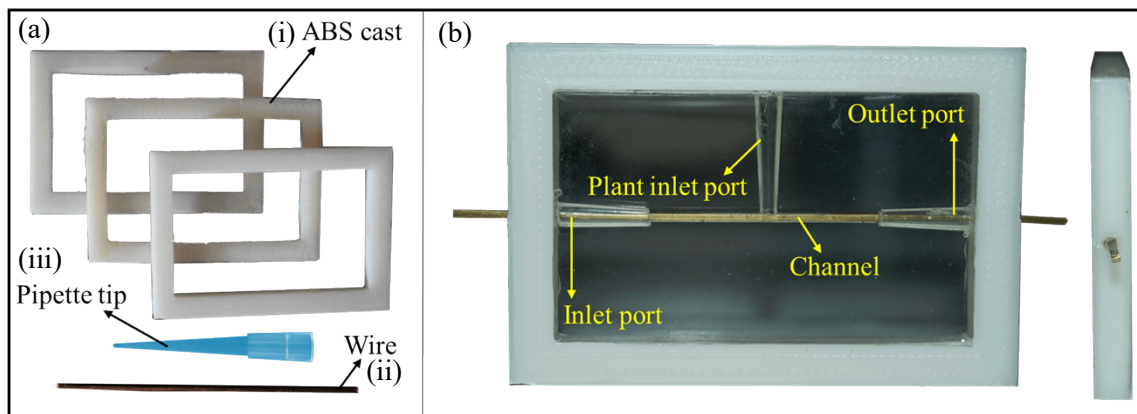 (a)
(i) ABS cast
(iii)
Pipette tip
Wire
(ii)
(b)
Outlet port
Plant inlet port
Channel
Inlet port